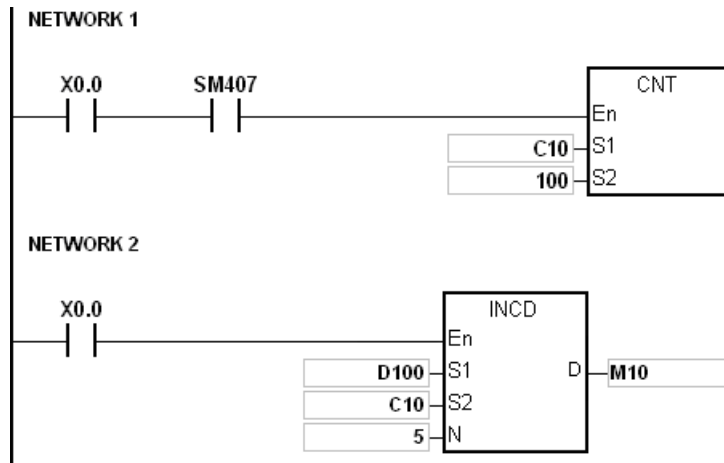 NETWORK 1
X0.0 SM407 CNT
En
C10 S1
100 S2
NETWORK 2
X0.0 INCD
En
D100 S1 D M10
C10 S2
5 N